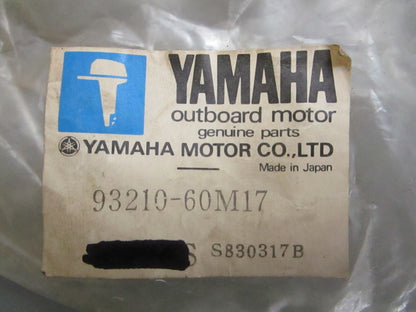 YAMAHA
outboard motor
genuine parts
YAMAHA MOTOR CO.,LTD
Made in Japan
93210-60M17
S S830317B